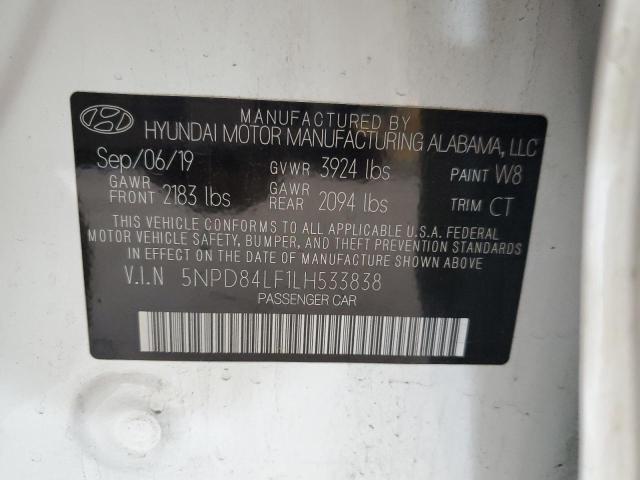 MANUFACTURED BY
HYUNDAI MOTOR MANUFACTURING ALABAMA, LLC
Sep/06/19 GVWR 3924 lbs PAINT W8
GAWR FRONT 2183 lbs GAWR REAR 2094 lbs TRIM CT
THIS VEHICLE CONFORMS TO ALL APPLICABLE U.S.A. FEDERAL
MOTOR VEHICLE SAFETY, BUMPER, AND THEFT PREVENTION STANDARDS
IN EFFECT ON THE DATE OF MANUFACTURE SHOWN ABOVE.
V.I.N 5NPD84LF1LH533838
PASSENGER CAR